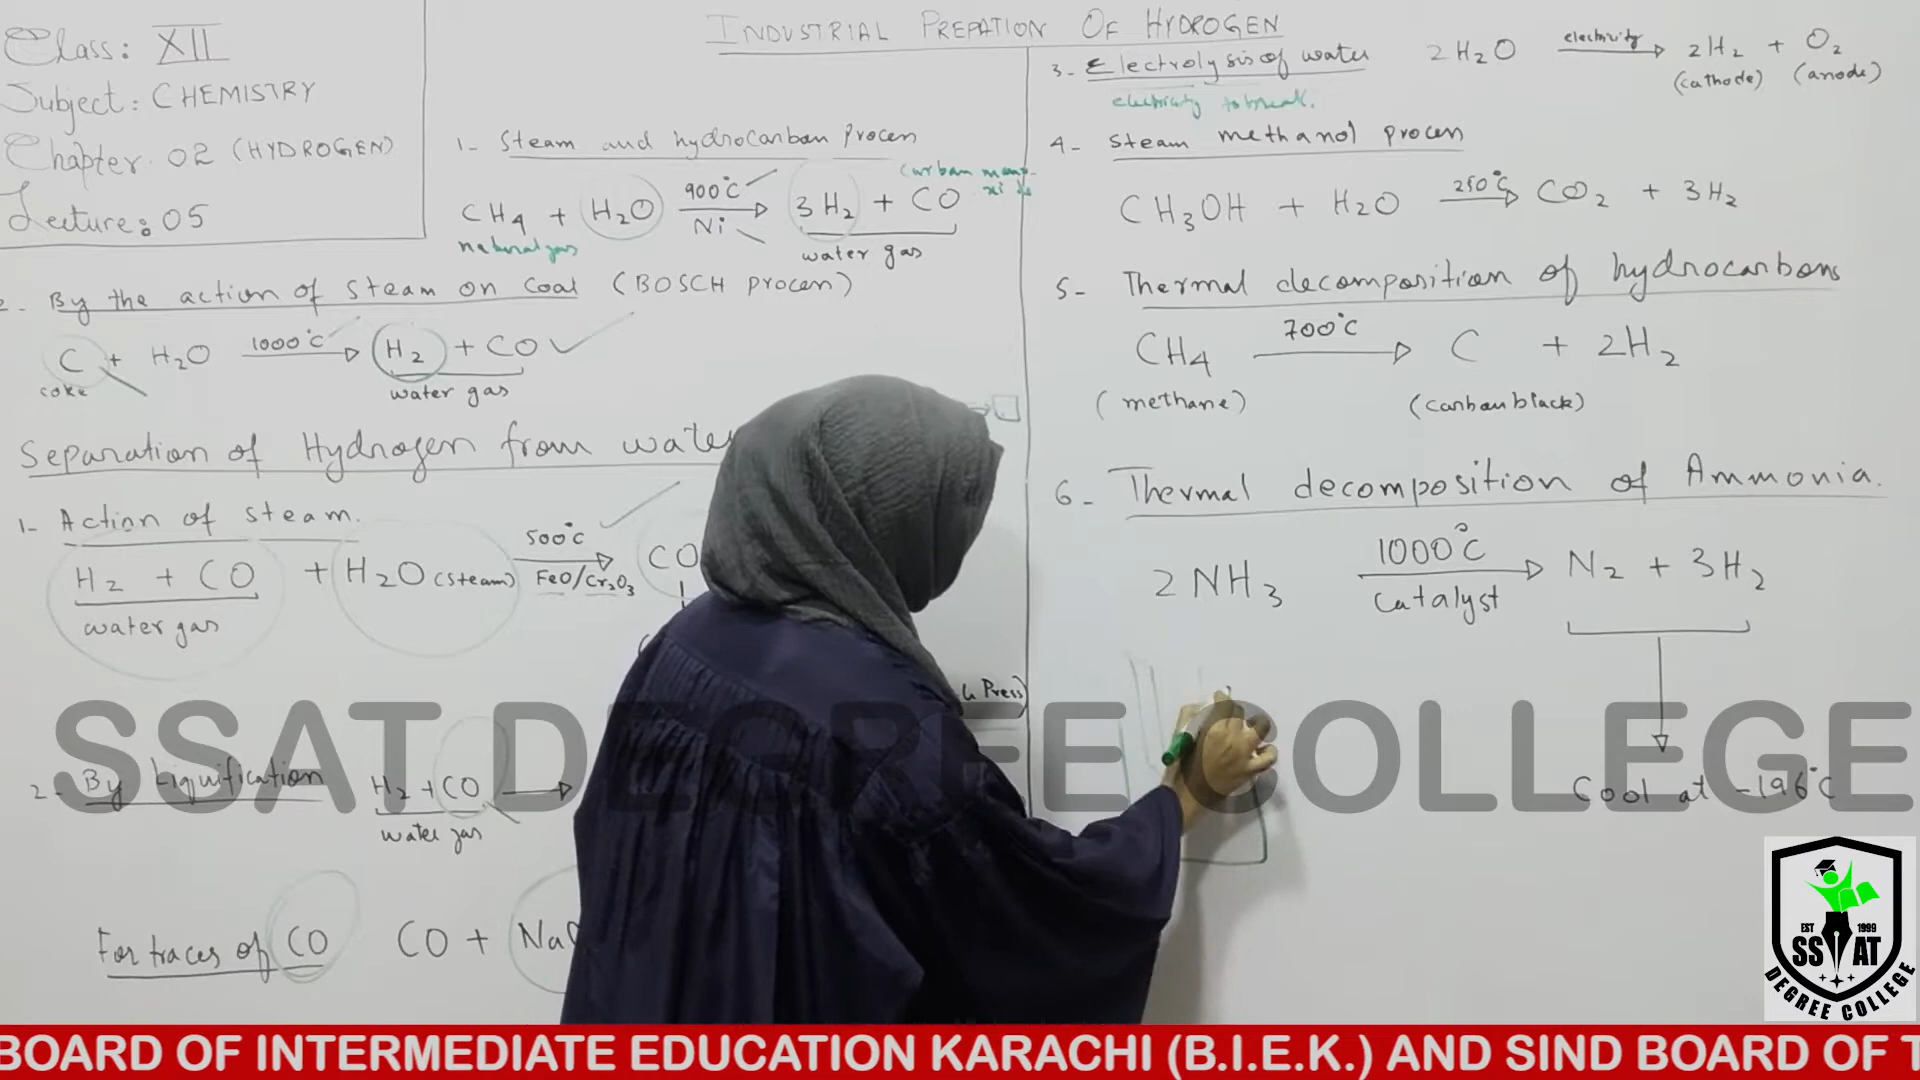 Class: XII
Subject: CHEMISTRY
Chapter 02 (HYDROGEN)
Lecture: 05
INDUSTRIAL PREPATION OF HYDROGEN
1- Steam and hydrocarbon Process
CH4 + H2O 900°C Ni 3H2 + CO
natural gas
water gas
2. By the action of steam on coal (BOSCH process)
C + H2O 1000°C H2 + CO
coke
water gas
Separation of Hydrogen from water
1- Action of steam.
H2 + CO + H2O (steam) 500°C FeO/Cr2O3 CO
water gas
Press)
2- By Liquification H2 + CO
water gas
For traces of CO CO + Na
3- Electrolysis of water 2H2O electricity 2H2 + O2
(cathode) (anode)
electricity to break.
4- Steam methanol process
CH3OH + H2O 250°C CO2 + 3H2
5- Thermal decomposition of hydrocarbons
CH4 700°C C + 2H2
(methane) (carbon black)
6- Thermal decomposition of Ammonia.
2NH3 1000°C Catalyst N2 + 3H2
Cool at -196°C
SSAT DEGREE COLLEGE
EST 1999
SSAT
DEGREE COLLEGE
BOARD OF INTERMEDIATE EDUCATION KARACHI (B.I.E.K.) AND SIND BOARD OF T